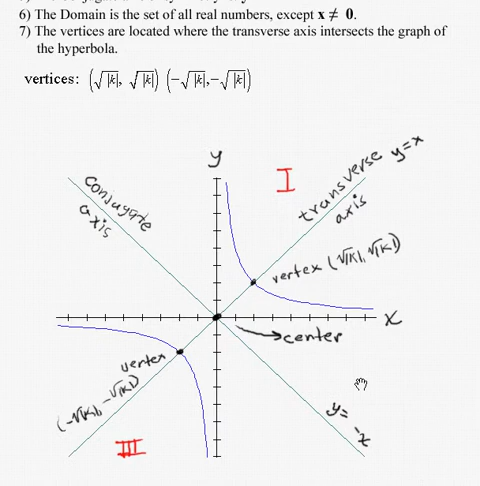 6) The Domain is the set of all real numbers, except x ≠ 0.
7) The vertices are located where the transverse axis intersects the graph of
the hyperbola.
vertices: (√|k|, √|k|) (-√|k|,-√|k|)
y
I
transverse
axis
y=x
conjugate
axis
vertex (√|K|, √|K|)
x
center
vertex
(-√|K|, -√|K|)
y=
-x
III